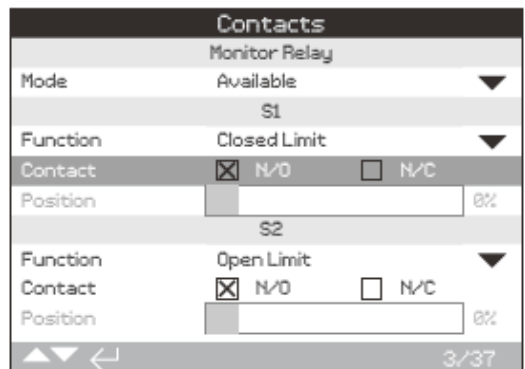 Contacts
Monitor Relay
Mode Available
S1
Function Closed Limit
Contact N/O N/C
Position 0%
S2
Function Open Limit
Contact N/O N/C
Position 0%
3/37